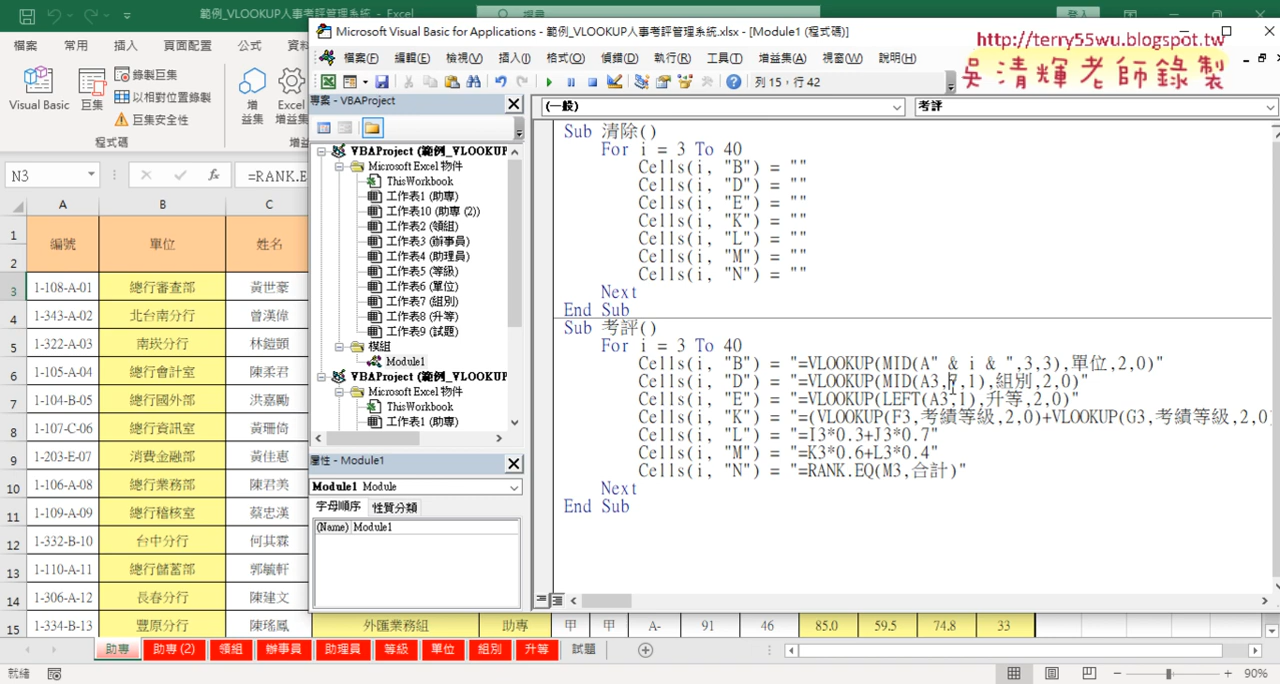 範例_VLOOKUP人事考評管理系統 - Excel
搜尋
登入
Microsoft Visual Basic for Applications - 範例_VLOOKUP人事考評管理系統.xlsx - [Module1 (程式碼)]
http://terry55wu.blogspot.tw
吳清輝老師錄製
檔案 常用 插入 頁面配置 公式
檔案(F) 編輯(E) 檢視(V) 插入(I) 格式(O) 偵錯(D) 執行(R) 工具(T) 增益集(A) 視窗(W) 說明(H)
列 15，行 42
Visual Basic 巨集
錄製巨集
以相對位置錄製
巨集安全性
程式碼
增
益集
Excel
增益集
專案 - VBAProject
(一般) 考評
VBAProject (範例_VLOOKUP
Microsoft Excel 物件
ThisWorkbook
工作表1 (助專)
工作表10 (助專 (2))
工作表2 (領組)
工作表3 (辦事員)
工作表4 (助理員)
工作表5 (等級)
工作表6 (單位)
工作表7 (組別)
工作表8 (升等)
工作表9 (試題)
模組
Module1
VBAProject (範例_VLOOKUP
Microsoft Excel 物件
ThisWorkbook
工作表1 (助專)
屬性 - Module1
Module1 Module
字母順序 性質分類
(Name) Module1
Sub 清除()
For i = 3 To 40
Cells(i, "B") = ""
Cells(i, "D") = ""
Cells(i, "E") = ""
Cells(i, "K") = ""
Cells(i, "L") = ""
Cells(i, "M") = ""
Cells(i, "N") = ""
Next
End Sub
Sub 考評()
For i = 3 To 40
Cells(i, "B") = "=VLOOKUP(MID(A" & i & ",3,3),單位,2,0)"
Cells(i, "D") = "=VLOOKUP(MID(A3,7,1),組別,2,0)"
Cells(i, "E") = "=VLOOKUP(LEFT(A3,1),升等,2,0)"
Cells(i, "K") = "=(VLOOKUP(F3,考績等級,2,0)+VLOOKUP(G3,考績等級,2,0)
Cells(i, "L") = "=I3*0.3+J3*0.7"
Cells(i, "M") = "=K3*0.6+L3*0.4"
Cells(i, "N") = "=RANK.EQ(M3,合計)"
Next
End Sub
N3 fx =RANK.E
A B C
1 編號 單位 姓名
2
3 1-108-A-01 總行審查部 黃世豪
4 1-343-A-02 北台南分行 曾漢偉
5 1-322-A-03 南崁分行 林鎧頤
6 1-105-A-04 總行會計室 陳柔君
7 1-104-B-05 總行國外部 洪嘉勵
8 1-107-C-06 總行資訊室 黃珊倚
9 1-203-E-07 消費金融部 黃佳惠
10 1-106-A-08 總行業務部 陳君美
11 1-109-A-09 總行稽核室 蔡忠漢
12 1-332-B-10 台中分行 何其霖
13 1-110-A-11 總行儲蓄部 郭毓軒
14 1-306-A-12 長春分行 陳建文
15 1-334-B-13 豐原分行 陳瑤鳳 外匯業務組 助專 甲 甲 A- 91 46 85.0 59.5 74.8 33
助專 助專 (2) 領組 辦事員 助理員 等級 單位 組別 升等 試題
就緒 90%